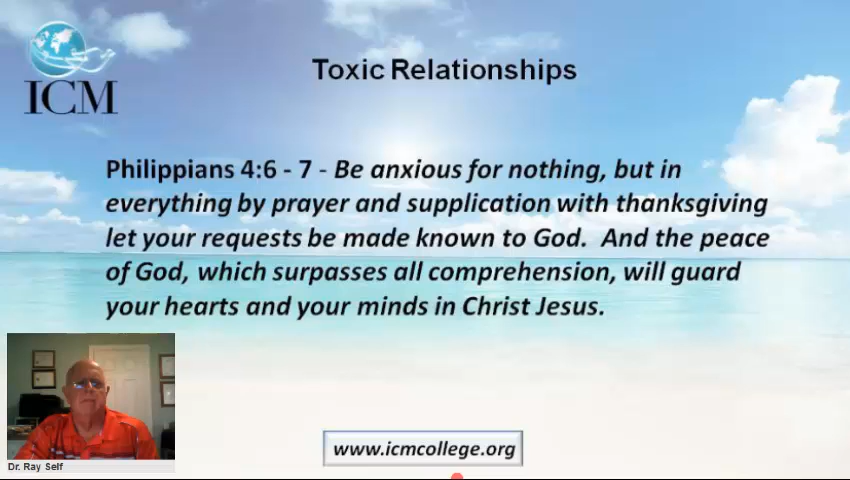 ICM
Toxic Relationships
Philippians 4:6 - 7 - Be anxious for nothing, but in
everything by prayer and supplication with thanksgiving
let your requests be made known to God.  And the peace
of God, which surpasses all comprehension, will guard
your hearts and your minds in Christ Jesus.
Dr. Ray Self
www.icmcollege.org